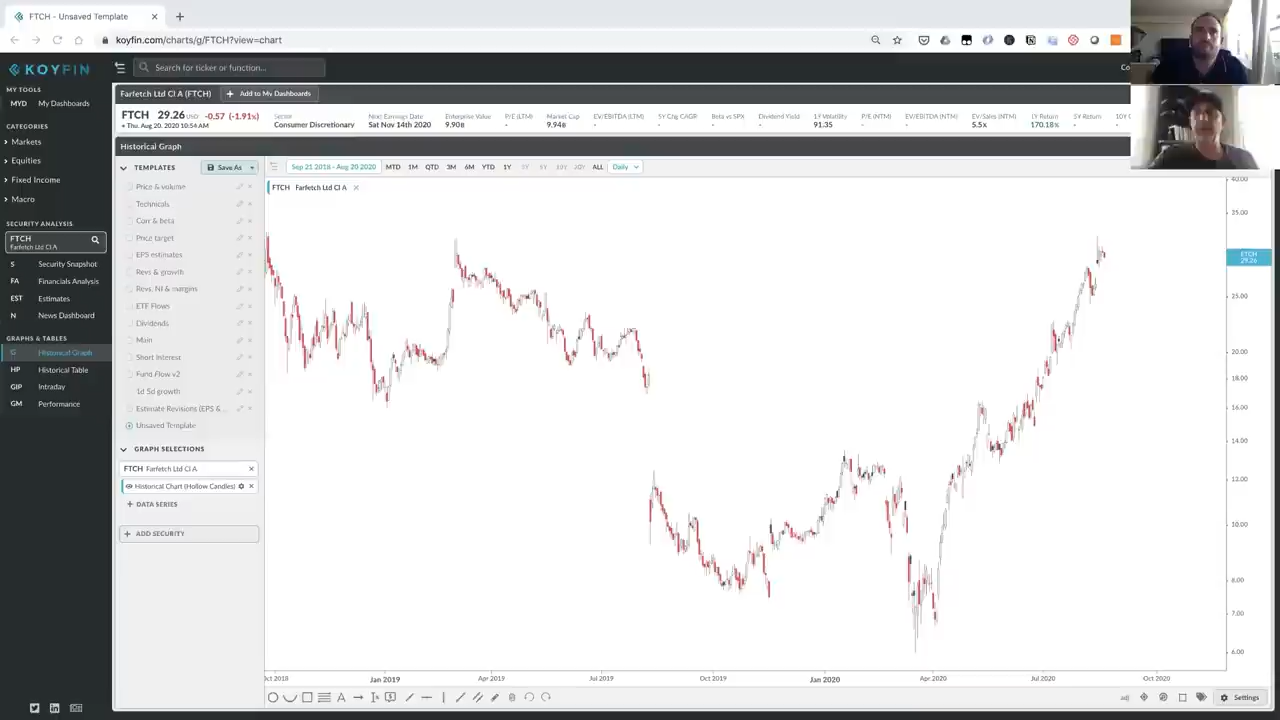 FTCH - Unsaved Template
koyfin.com/charts/g/FTCH?view=chart
KOYFIN
Search for ticker or function...
MY TOOLS
MYD My Dashboards
CATEGORIES
Markets
Equities
Fixed Income
Macro
SECURITY ANALYSIS
FTCH
Farfetch Ltd Cl A
S Security Snapshot
FA Financials Analysis
EST Estimates
N News Dashboard
GRAPHS & TABLES
G Historical Graph
HP Historical Table
GIP Intraday
GM Performance
Farfetch Ltd Cl A (FTCH)
Add to My Dashboards
FTCH 29.26 USD -0.57 (-1.91%)
Thu, Aug 20, 2020 10:54 AM
Sector
Consumer Discretionary
Next Earnings Date
Sat Nov 14th 2020
Enterprise Value
9.90B
P/E (LTM)
-
Market Cap
9.94B
EV/EBITDA (LTM)
-
5Y Chg CAGR
-
Beta vs SPX
-
Dividend Yield
-
1Y Volatility
91.35
P/E (NTM)
-
EV/EBITDA (NTM)
-
EV/Sales (NTM)
5.5x
1Y Return
170.18%
5Y Return
-
Historical Graph
TEMPLATES
Save As
Price & volume
Technicals
Corr & beta
Price target
EPS estimates
Revs & growth
Revs, NI & margins
ETF Flows
Dividends
Main
Short Interest
Fund Flow v2
1d 5d growth
Estimate Revisions (EPS & ...
Unsaved Template
GRAPH SELECTIONS
FTCH Farfetch Ltd Cl A
Historical Chart (Hollow Candles)
+ DATA SERIES
+ ADD SECURITY
Sep 21 2018 - Aug 20 2020 MTD 1M QTD 3M 6M YTD 1Y ALL Daily
FTCH Farfetch Ltd Cl A
40.00
35.00
FTCH
29.26
25.00
20.00
18.00
16.00
14.00
12.00
10.00
8.00
7.00
6.00
Oct 2018 Jan 2019 Apr 2019 Jul 2019 Oct 2019 Jan 2020 Apr 2020 Jul 2020 Oct 2020
Settings